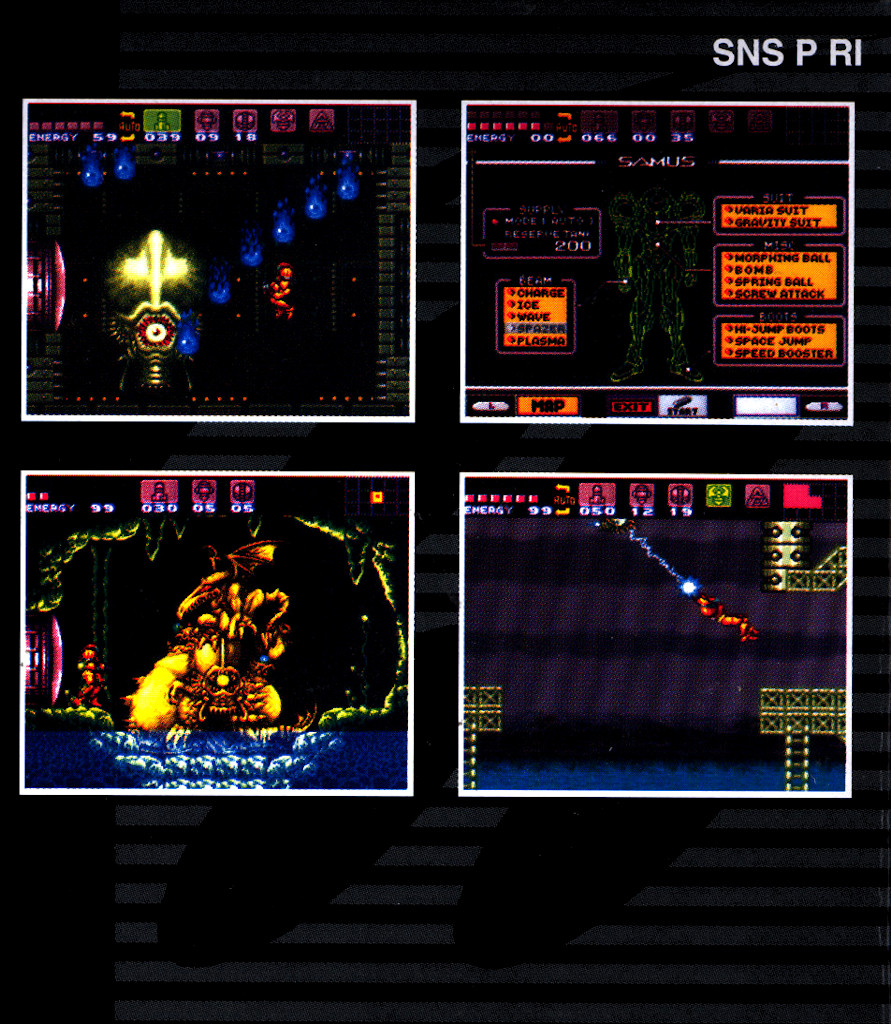 SNS P RI
ENERGY 59 AUTO 039 09 18
ENERGY 00 AUTO 066 00 35
SAMUS
SUPPLY
MODE [AUTO]
RESERVE TANK
200
BEAM
CHARGE
ICE
WAVE
SPAZER
PLASMA
SUIT
VARIA SUIT
GRAVITY SUIT
MISC
MORPHING BALL
BOMB
SPRING BALL
SCREW ATTACK
BOOTS
HI-JUMP BOOTS
SPACE JUMP
SPEED BOOSTER
L MAP EXIT START R
ENERGY 99 030 05 05
ENERGY 99 AUTO 050 12 19